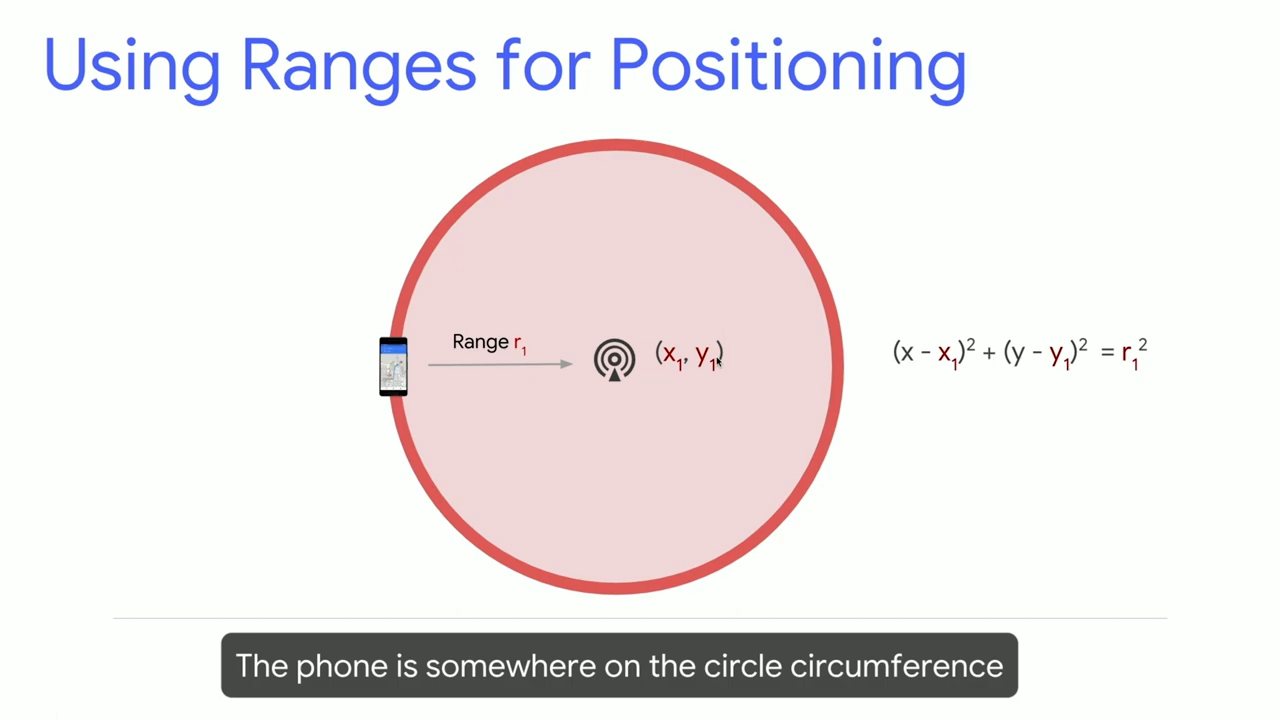 Using Ranges for Positioning
Range r₁
(x₁, y₁)
(x - x₁)² + (y - y₁)² = r₁²
The phone is somewhere on the circle circumference